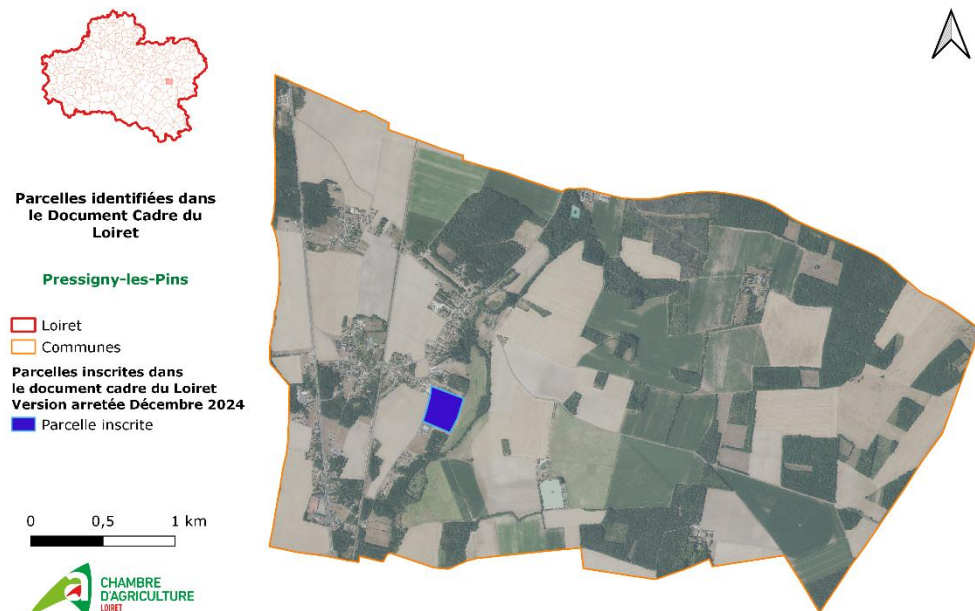 Parcelles identifiées dans
le Document Cadre du
Loiret
Pressigny-les-Pins
Loiret
Communes
Parcelles inscrites dans
le document cadre du Loiret
Version arretée Décembre 2024
Parcelle inscrite
0 0,5 1 km
CHAMBRE
D'AGRICULTURE
LOIRET